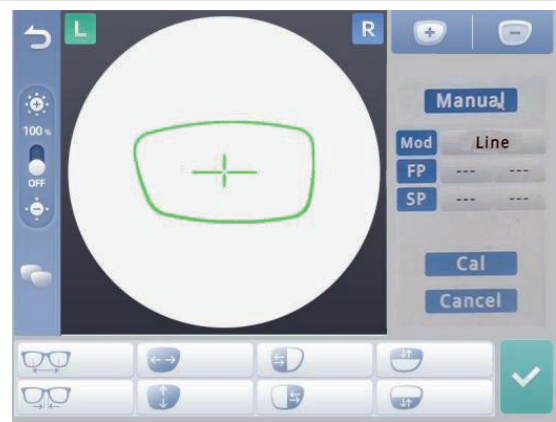 L
R
Manual
100 %
Mod Line
FP --- ---
OFF
SP --- ---
Cal
Cancel